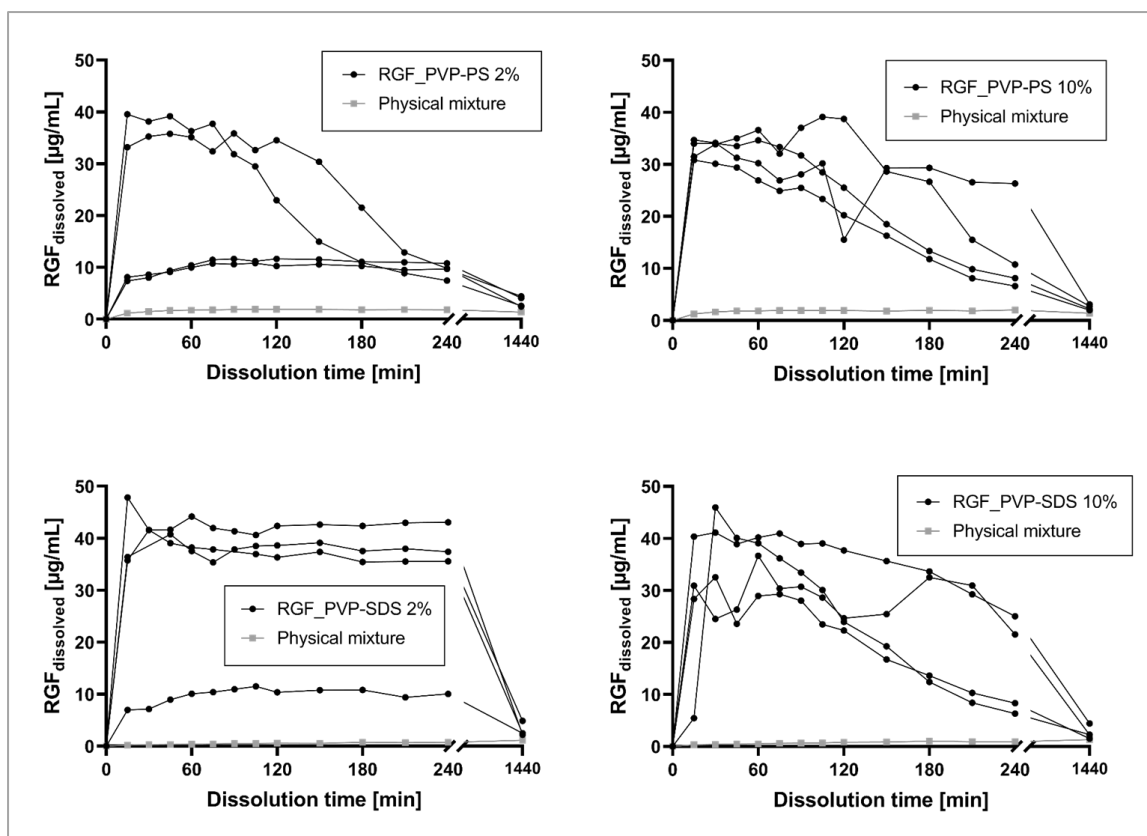 50
40
30
20
10
0
RGF_PVP-PS 2%
Physical mixture
RGFdissolved [µg/mL]
0 60 120 180 240 1440
Dissolution time [min]
50
40
30
20
10
0
RGF_PVP-PS 10%
Physical mixture
RGFdissolved [µg/mL]
0 60 120 180 240 1440
Dissolution time [min]
50
40
30
20
10
0
RGF_PVP-SDS 2%
Physical mixture
RGFdissolved [µg/mL]
0 60 120 180 240 1440
Dissolution time [min]
50
40
30
20
10
0
RGF_PVP-SDS 10%
Physical mixture
RGFdissolved [µg/mL]
0 60 120 180 240 1440
Dissolution time [min]